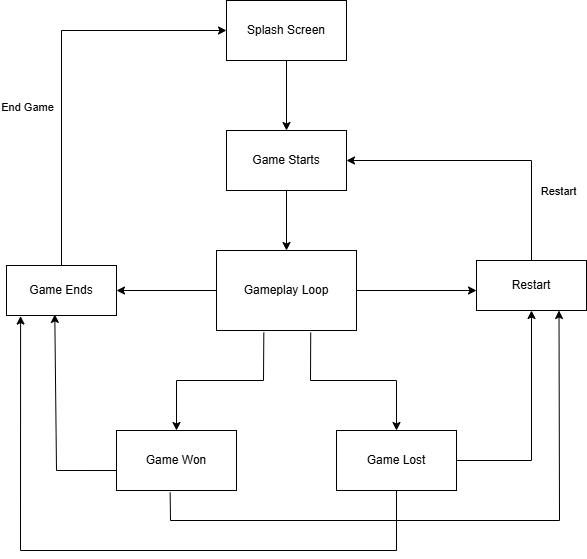 Splash Screen
End Game
Game Starts
Restart
Game Ends
Gameplay Loop
Restart
Game Won
Game Lost